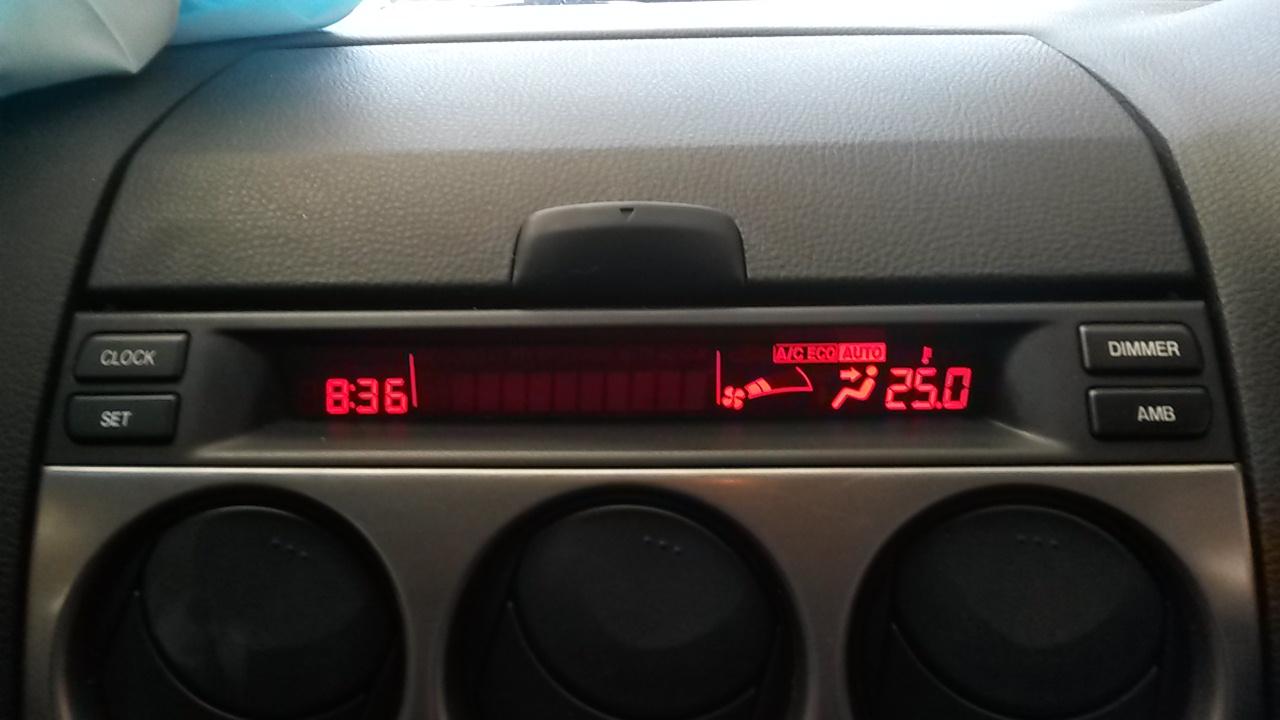 CLOCK
SET
8:36
A/C ECO AUTO
25.0
DIMMER
AMB